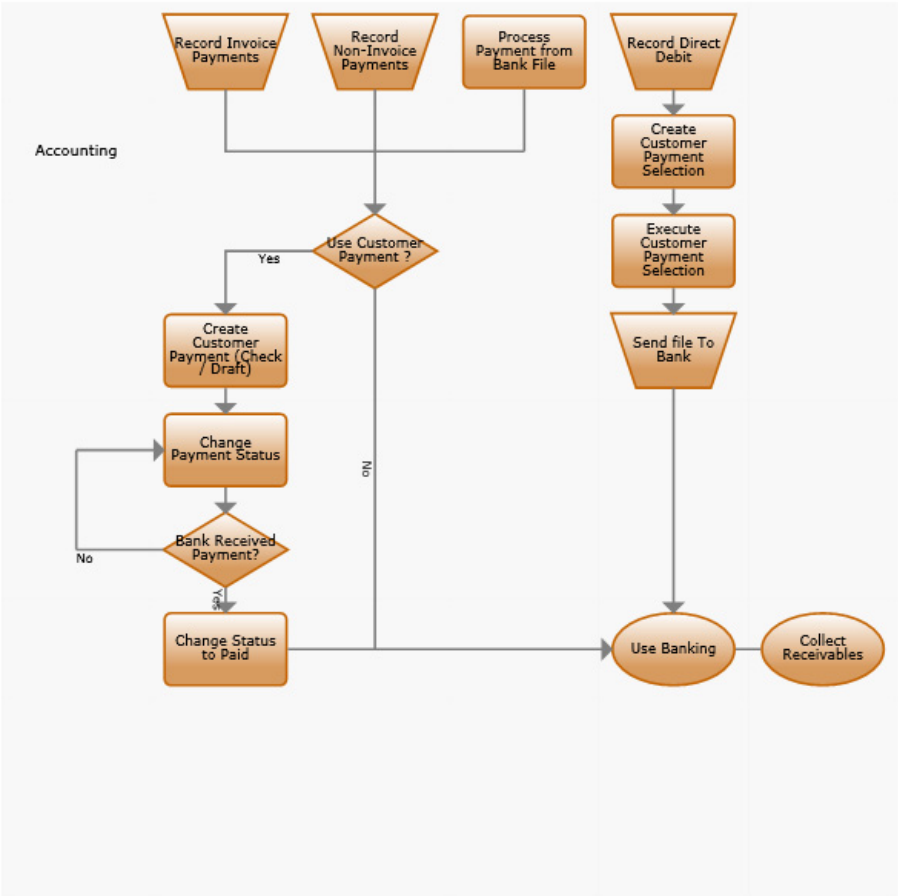 Record Invoice
Payments
Record
Non-Invoice
Payments
Process
Payment from
Bank File
Record Direct
Debit
Accounting
Create
Customer
Payment
Selection
Use Customer
Payment ?
Yes
Execute
Customer
Payment
Selection
Create
Customer
Payment (Check
/ Draft)
Send file To
Bank
Change
Payment Status
No
Bank Received
Payment?
No
Yes
Change Status
to Paid
Use Banking
Collect
Receivables